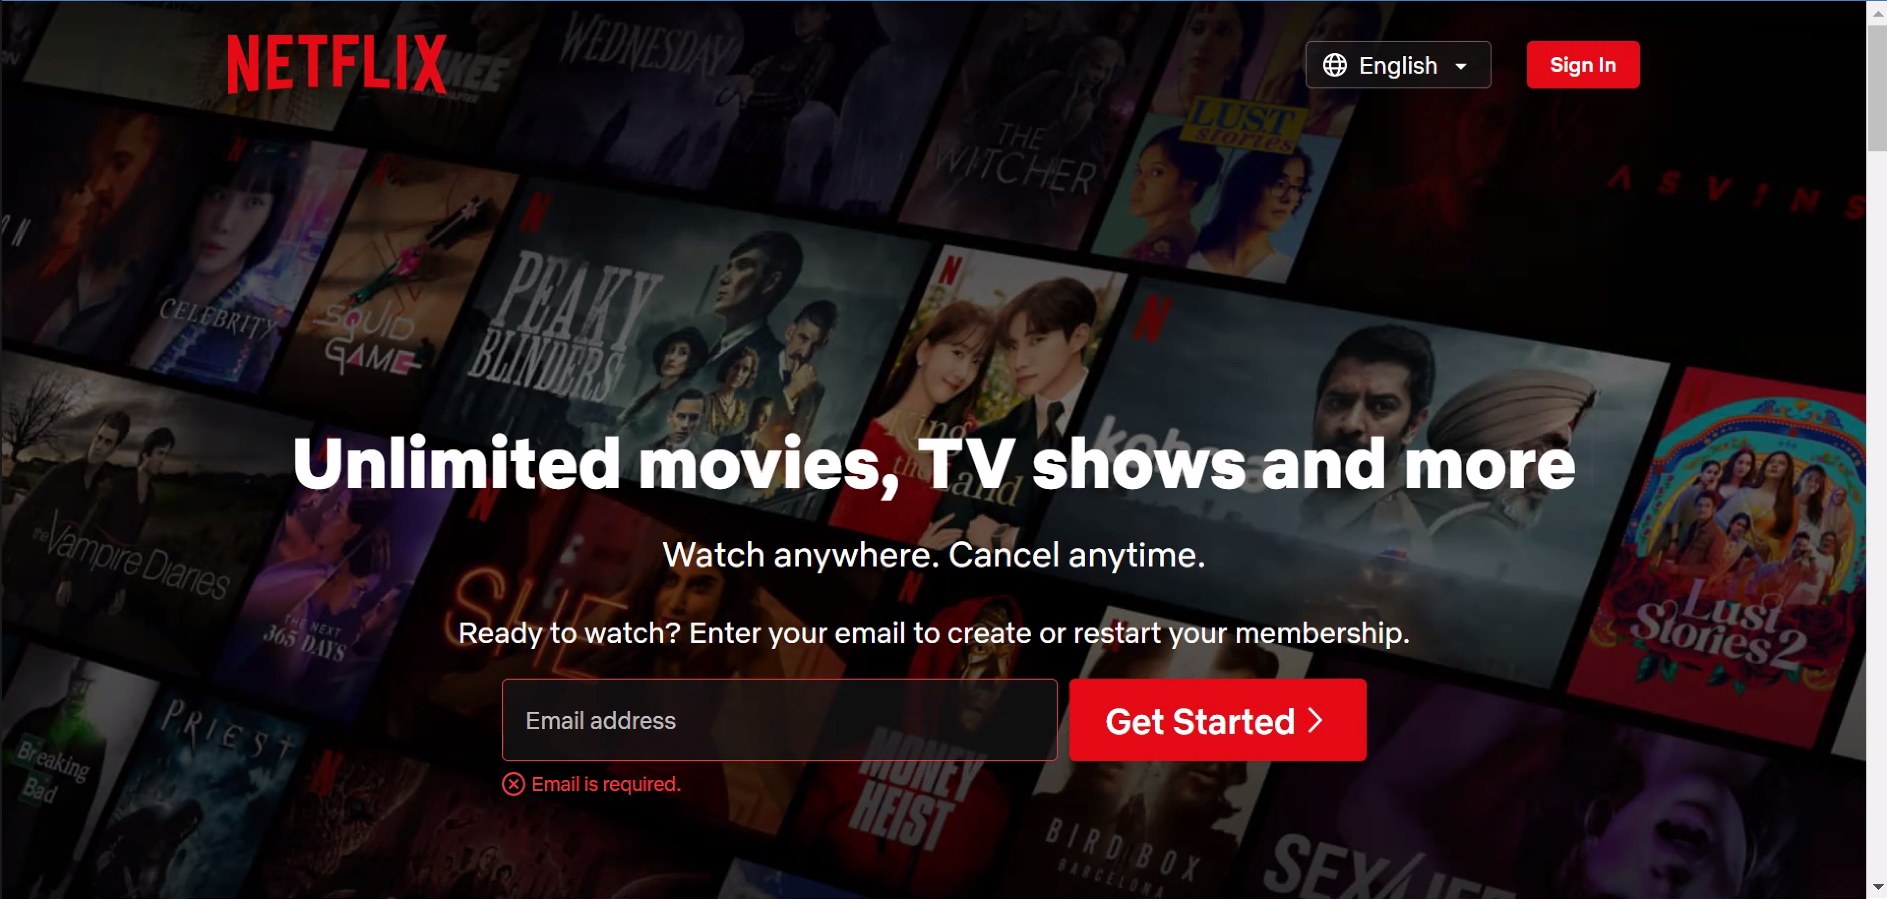 NETFLIX
English
Sign In
WEDNESDAY
THE
WITCHER
LUST
stories
ASVINS
CELEBRITY
SQUID
GAME
PEAKY
BLINDERS
King
the Land
Unlimited movies, TV shows and more
Watch anywhere. Cancel anytime.
the Vampire Diaries
THE NEXT
365 DAYS
SHE
Lust
Stories 2
Ready to watch? Enter your email to create or restart your membership.
Email address
Get Started
Email is required.
PRIEST
Breaking
Bad
MONEY
HEIST
BIRD BOX
BARCELONA
SEX/LIFE